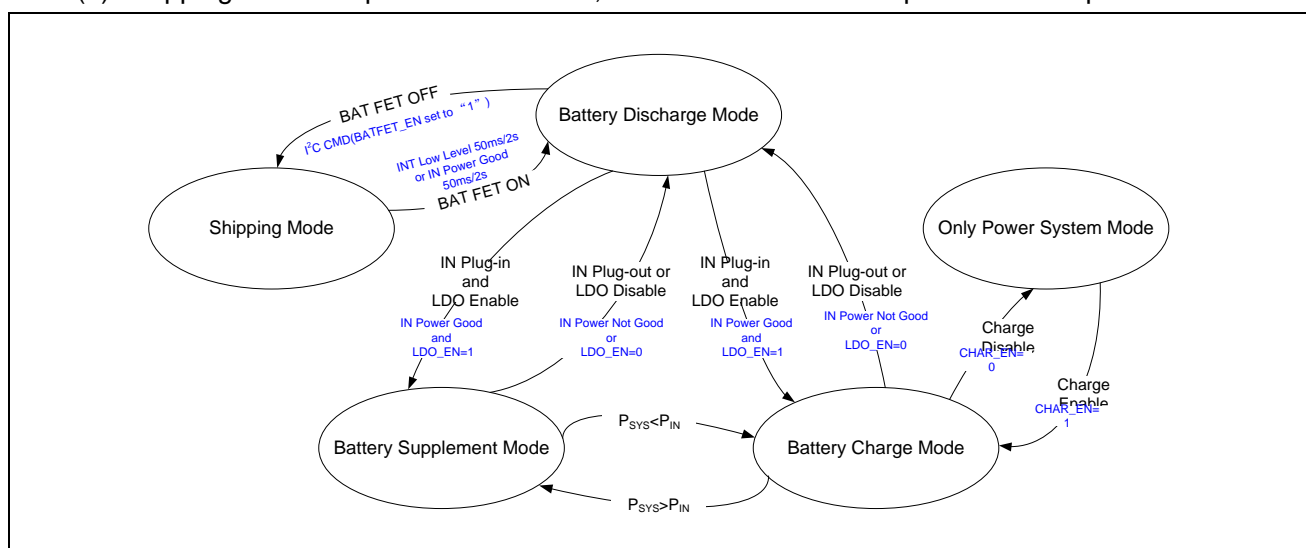 BAT FET OFF
I²C CMD(BATFET_EN set to “1”)
Battery Discharge Mode
INT Low Level 50ms/2s
or IN Power Good
50ms/2s
BAT FET ON
Shipping Mode
Only Power System Mode
IN Plug-in
and
LDO Enable
IN Power Good
and
LDO_EN=1
IN Plug-out or
LDO Disable
IN Power Not Good
or
LDO_EN=0
IN Plug-in
and
LDO Enable
IN Power Good
and
LDO_EN=1
IN Plug-out or
LDO Disable
IN Power Not Good
or
LDO_EN=0
Charge
Disable
CHAR_EN=
0
Charge
Enable
CHAR_EN=
1
Battery Supplement Mode
PSYS<PIN
Battery Charge Mode
PSYS>PIN